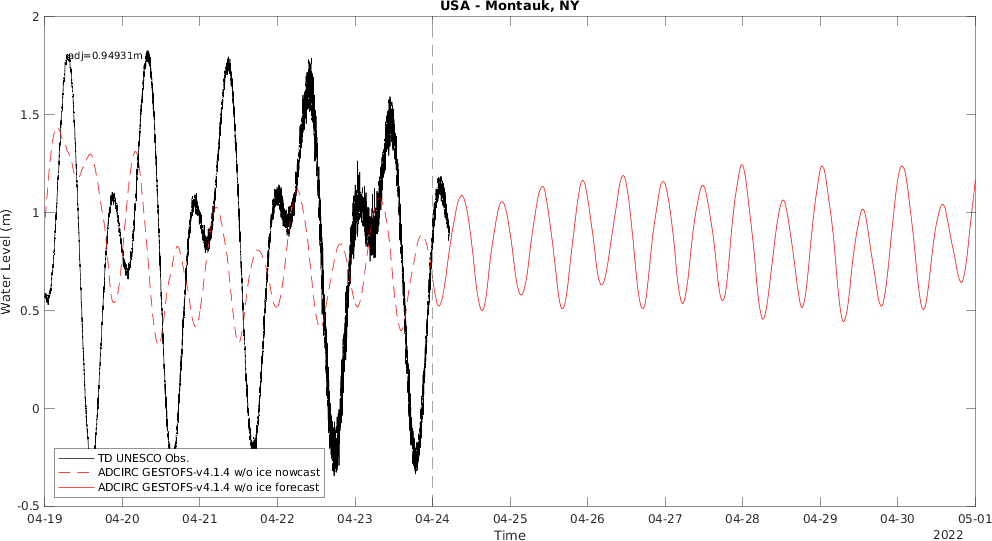 USA - Montauk, NY
2
adj=0.94931m
1.5
1
Water Level (m)
0.5
0
TD UNESCO Obs.
ADCIRC GESTOFS-v4.1.4 w/o ice nowcast
ADCIRC GESTOFS-v4.1.4 w/o ice forecast
-0.5
04-19 04-20 04-21 04-22 04-23 04-24 04-25 04-26 04-27 04-28 04-29 04-30 05-01
Time
2022